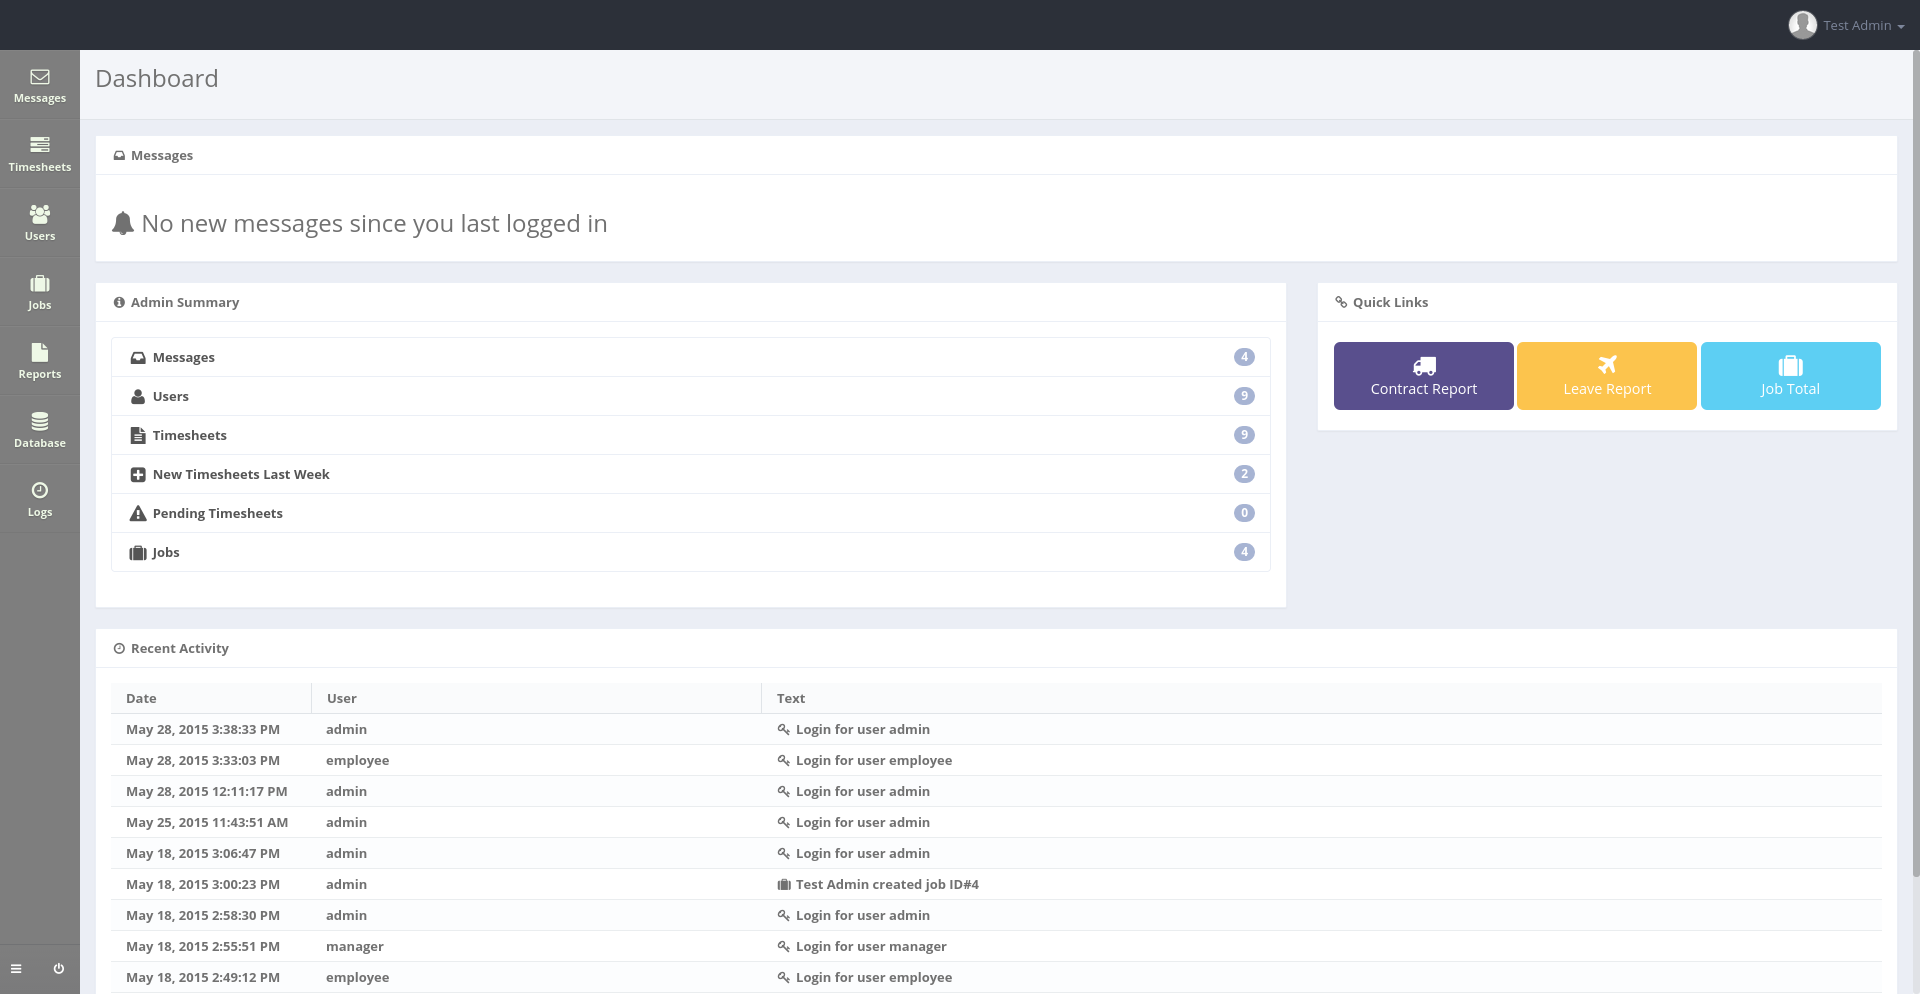 Test Admin
Messages
Timesheets
Users
Jobs
Reports
Database
Logs
Dashboard
Messages
No new messages since you last logged in
Admin Summary
Messages 4
Users 9
Timesheets 9
New Timesheets Last Week 2
Pending Timesheets 0
Jobs 4
Quick Links
Contract Report
Leave Report
Job Total
Recent Activity
Date User Text
May 28, 2015 3:38:33 PM admin Login for user admin
May 28, 2015 3:33:03 PM employee Login for user employee
May 28, 2015 12:11:17 PM admin Login for user admin
May 25, 2015 11:43:51 AM admin Login for user admin
May 18, 2015 3:06:47 PM admin Login for user admin
May 18, 2015 3:00:23 PM admin Test Admin created job ID#4
May 18, 2015 2:58:30 PM admin Login for user admin
May 18, 2015 2:55:51 PM manager Login for user manager
May 18, 2015 2:49:12 PM employee Login for user employee